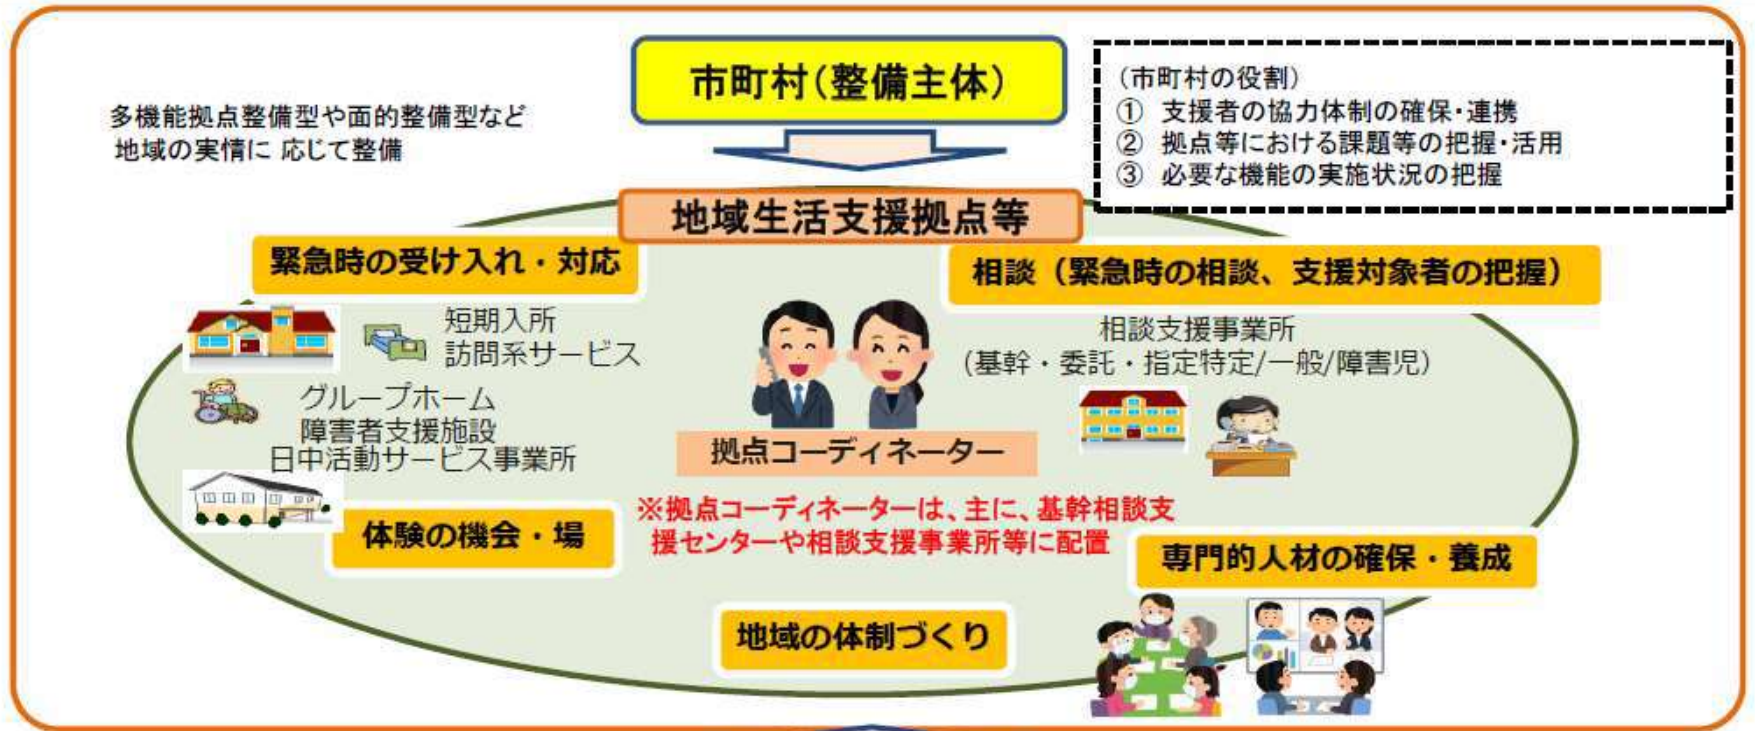 市町村（整備主体）
（市町村の役割）
① 支援者の協力体制の確保・連携
② 拠点等における課題等の把握・活用
③ 必要な機能の実施状況の把握
多機能拠点整備型や面的整備型など
地域の実情に 応じて整備
地域生活支援拠点等
緊急時の受け入れ・対応
相談（緊急時の相談、支援対象者の把握）
短期入所
訪問系サービス
相談支援事業所
（基幹・委託・指定特定/一般/障害児）
グループホーム
障害者支援施設
日中活動サービス事業所
拠点コーディネーター
※拠点コーディネーターは、主に、基幹相談支
援センターや相談支援事業所等に配置
体験の機会・場
専門的人材の確保・養成
地域の体制づくり